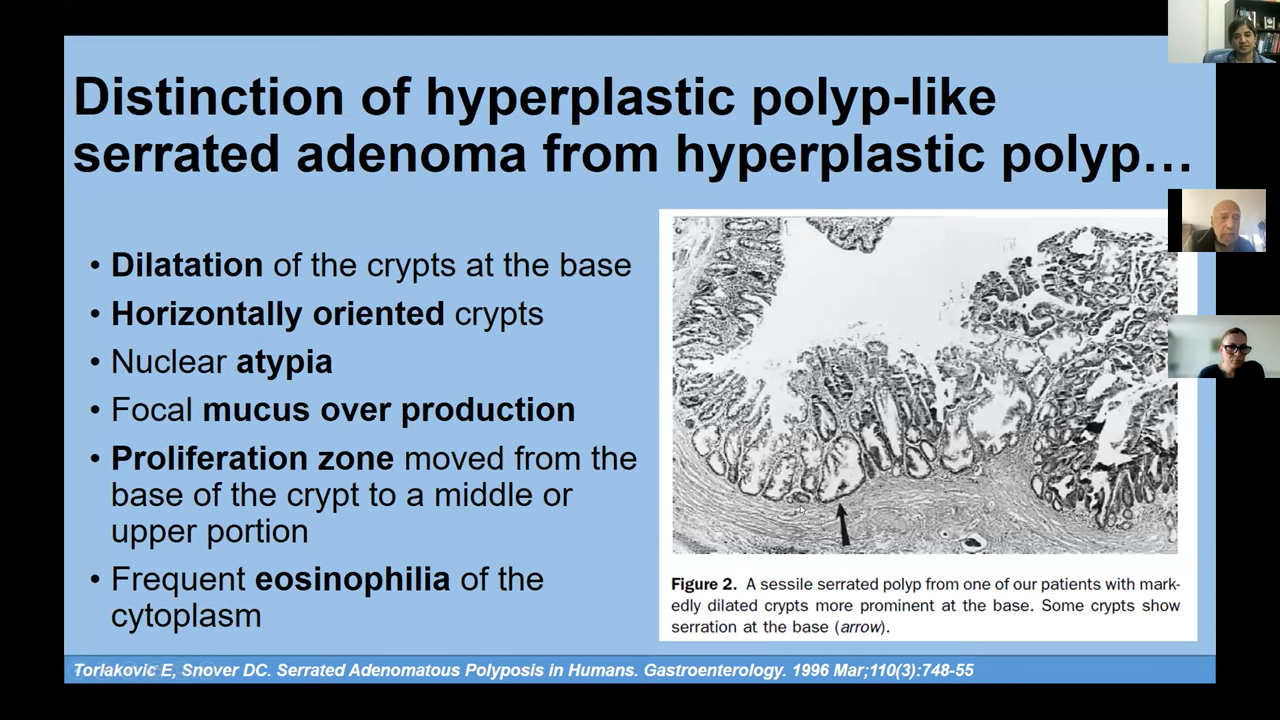 Distinction of hyperplastic polyp-like
serrated adenoma from hyperplastic polyp…
• Dilatation of the crypts at the base
• Horizontally oriented crypts
• Nuclear atypia
• Focal mucus over production
• Proliferation zone moved from the
base of the crypt to a middle or
upper portion
• Frequent eosinophilia of the
cytoplasm
Figure 2. A sessile serrated polyp from one of our patients with mark-
edly dilated crypts more prominent at the base. Some crypts show
serration at the base (arrow).
Torlakovic E, Snover DC. Serrated Adenomatous Polyposis in Humans. Gastroenterology. 1996 Mar;110(3):748-55